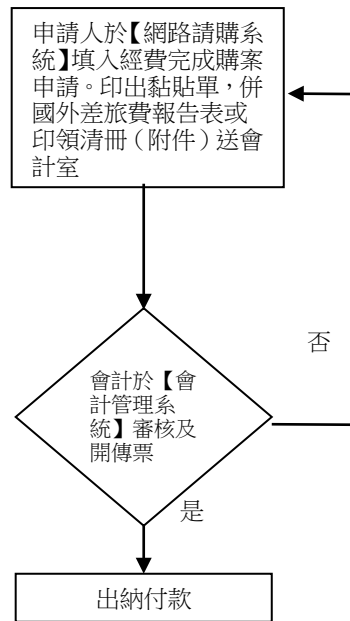 申請人於【網路請購系
統】填入經費完成購案
申請。印出黏貼單，併
國外差旅費報告表或
印領清冊（附件）送會
計室
否
會計於【會
計管理系
統】審核及
開傳票
是
出納付款